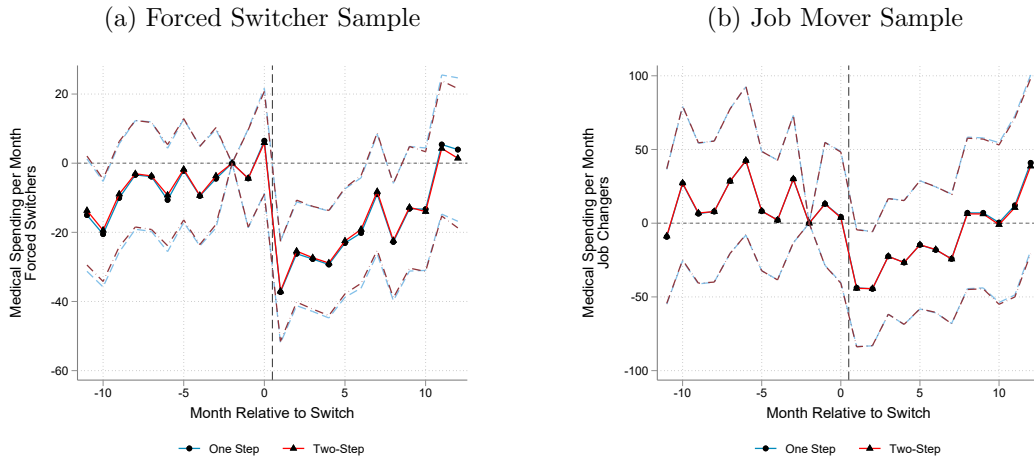 (a) Forced Switcher Sample
Medical Spending per Month
Forced Switchers
20
0
-20
-40
-60
-10
-5
0
5
10
Month Relative to Switch
One Step
Two-Step
(b) Job Mover Sample
Medical Spending per Month
Job Changers
100
50
0
-50
-100
-10
-5
0
5
10
Month Relative to Switch
One Step
Two-Step